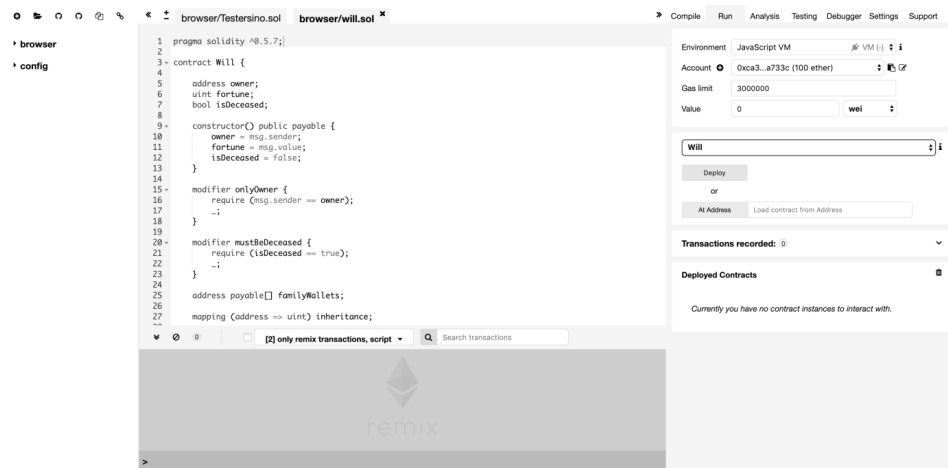 browser/Testersino.sol browser/will.sol ×
Compile Run Analysis Testing Debugger Settings Support
browser
config
1 pragma solidity ^0.5.7;
2
3 contract Will {
4
5 address owner;
6 uint fortune;
7 bool isDeceased;
8
9 constructor() public payable {
10 owner = msg.sender;
11 fortune = msg.value;
12 isDeceased = false;
13 }
14
15 modifier onlyOwner {
16 require (msg.sender == owner);
17 _;
18 }
19
20 modifier mustBeDeceased {
21 require (isDeceased == true);
22 _;
23 }
24
25 address payable[] familyWallets;
26
27 mapping (address => uint) inheritance;
Environment JavaScript VM VM (-) i
Account 0xca3...a733c (100 ether)
Gas limit 3000000
Value 0 wei
Will i
Deploy
or
At Address Load contract from Address
Transactions recorded: 0
Deployed Contracts
Currently you have no contract instances to interact with.
0 [2] only remix transactions, script Search transactions
remix
>